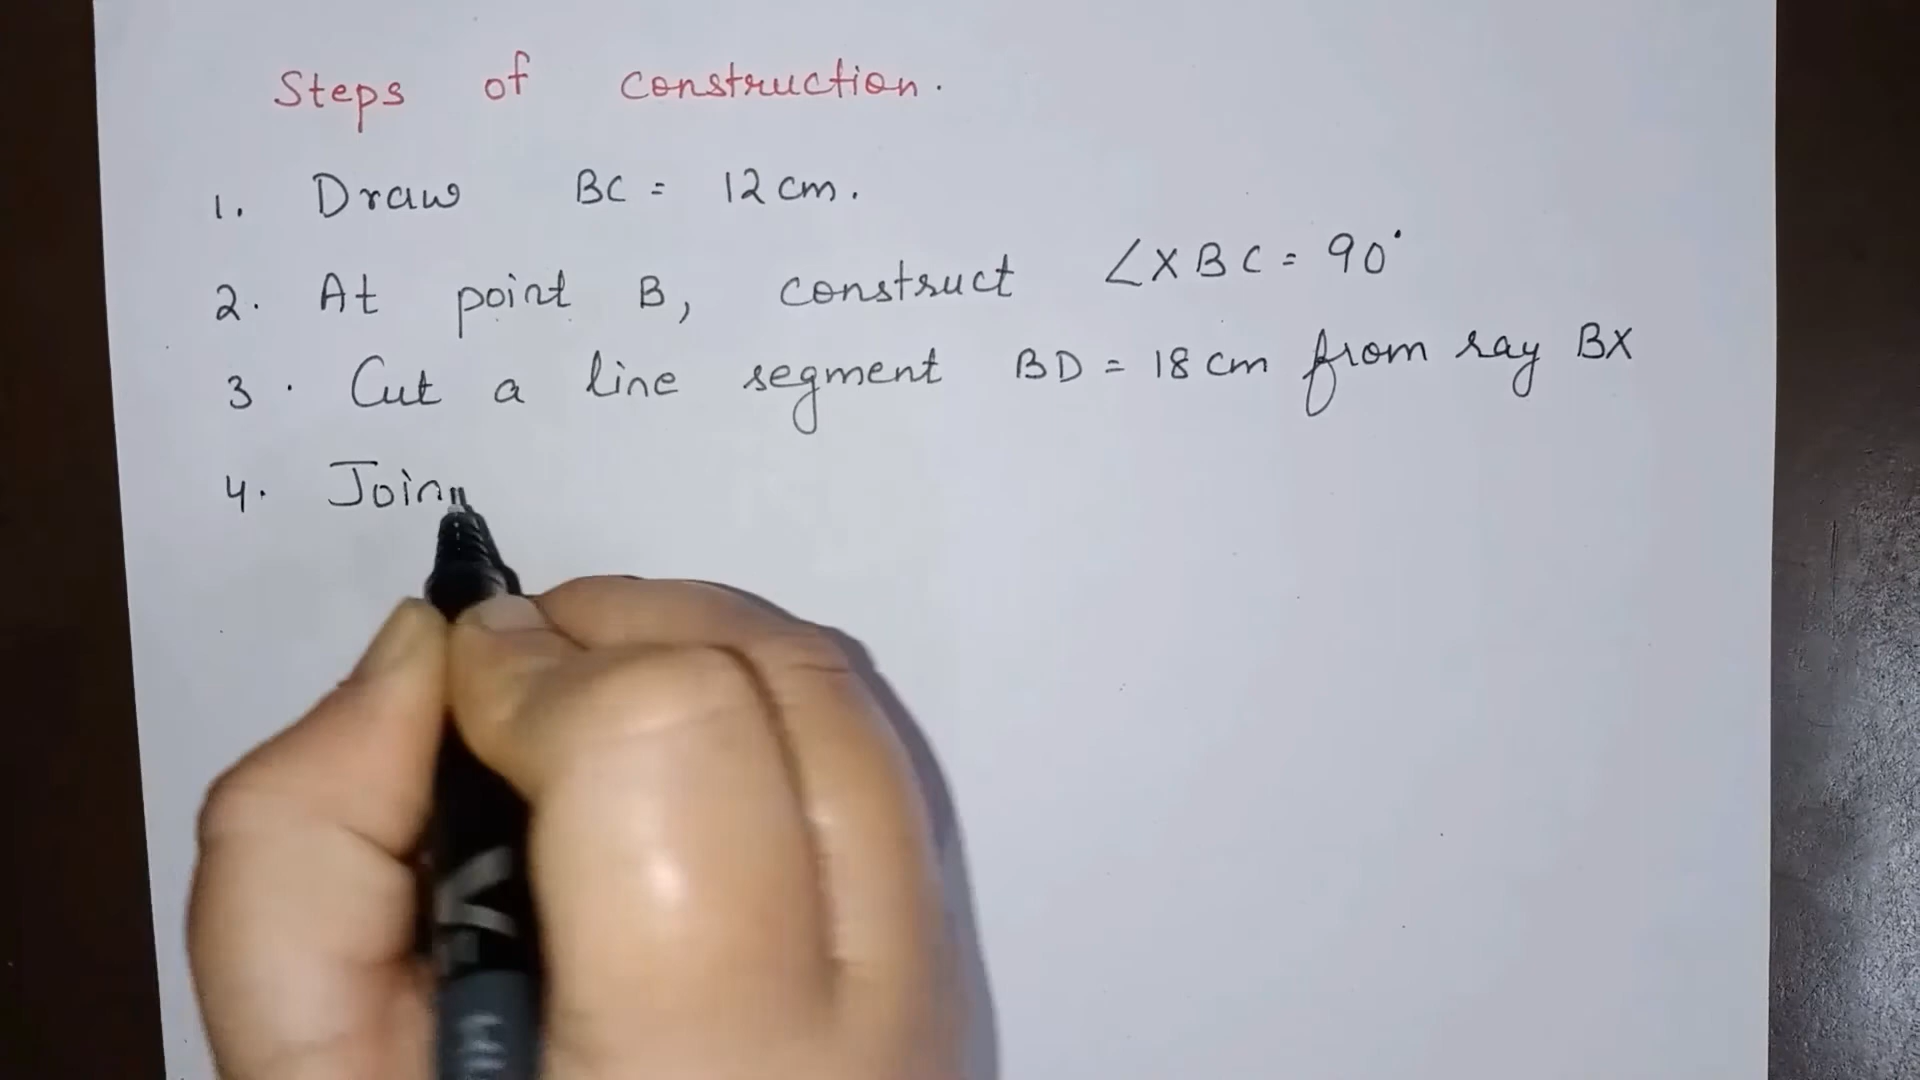 Steps of construction.
1. Draw BC = 12 cm.
2. At point B, construct ∠XBC = 90°
3. Cut a line segment BD = 18 cm from ray BX
4. Join